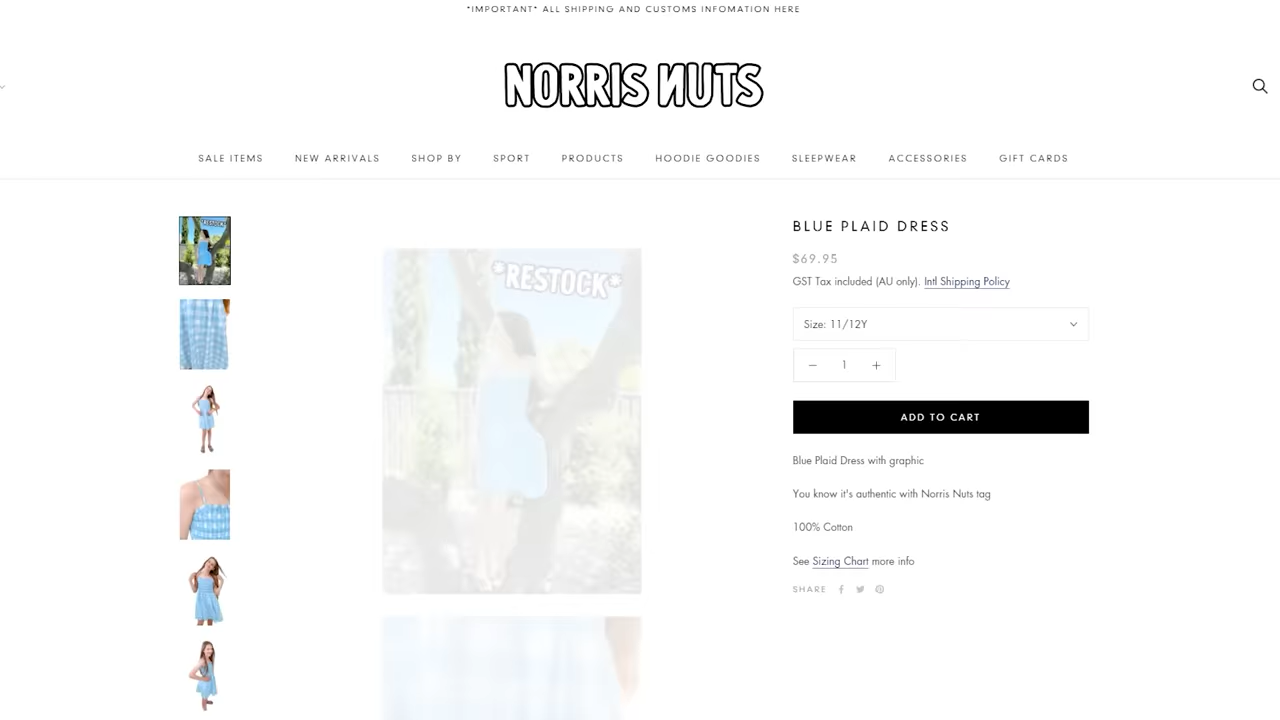 *IMPORTANT* ALL SHIPPING AND CUSTOMS INFOMATION HERE
NORRIS NUTS
SALE ITEMS NEW ARRIVALS SHOP BY SPORT PRODUCTS HOODIE GOODIES SLEEPWEAR ACCESSORIES GIFT CARDS
*RESTOCK*
*RESTOCK*
BLUE PLAID DRESS
$69.95
GST Tax included (AU only). Intl Shipping Policy
Size: 11/12Y
− 1 +
ADD TO CART
Blue Plaid Dress with graphic
You know it's authentic with Norris Nuts tag
100% Cotton
See Sizing Chart more info
SHARE